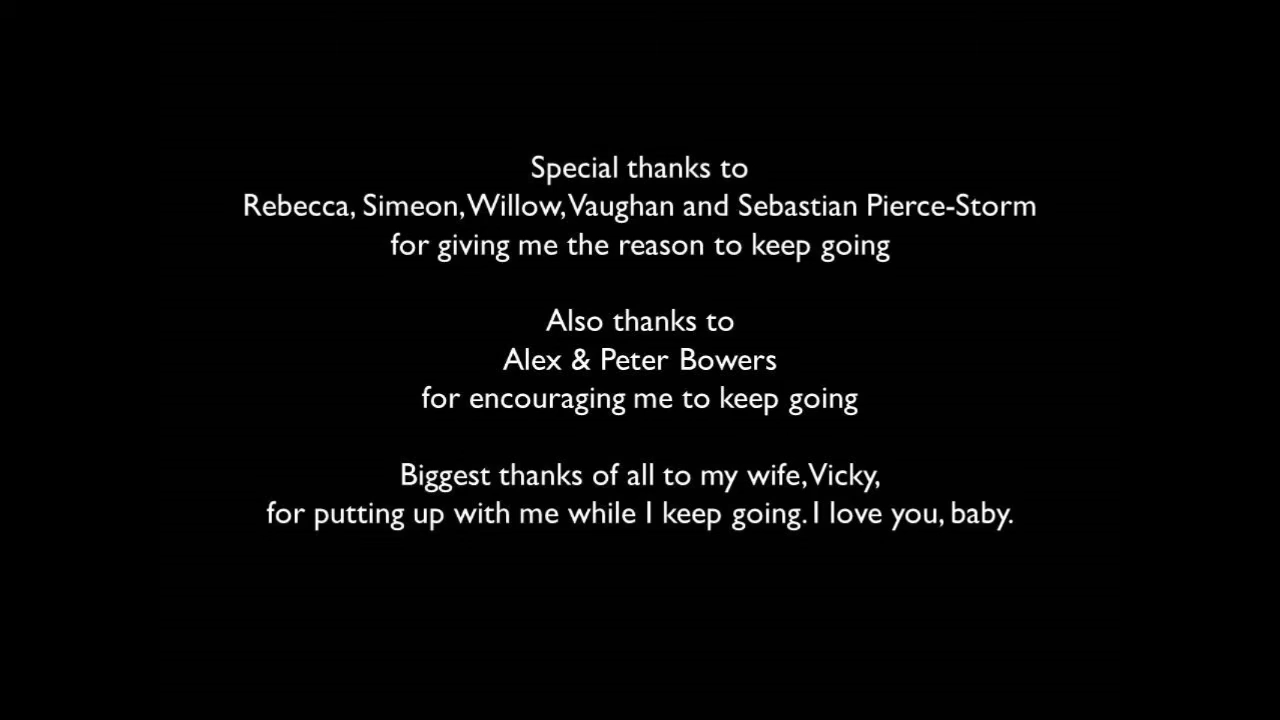 Special thanks to
Rebecca, Simeon, Willow, Vaughan and Sebastian Pierce-Storm
for giving me the reason to keep going
Also thanks to
Alex & Peter Bowers
for encouraging me to keep going
Biggest thanks of all to my wife, Vicky,
for putting up with me while I keep going. I love you, baby.